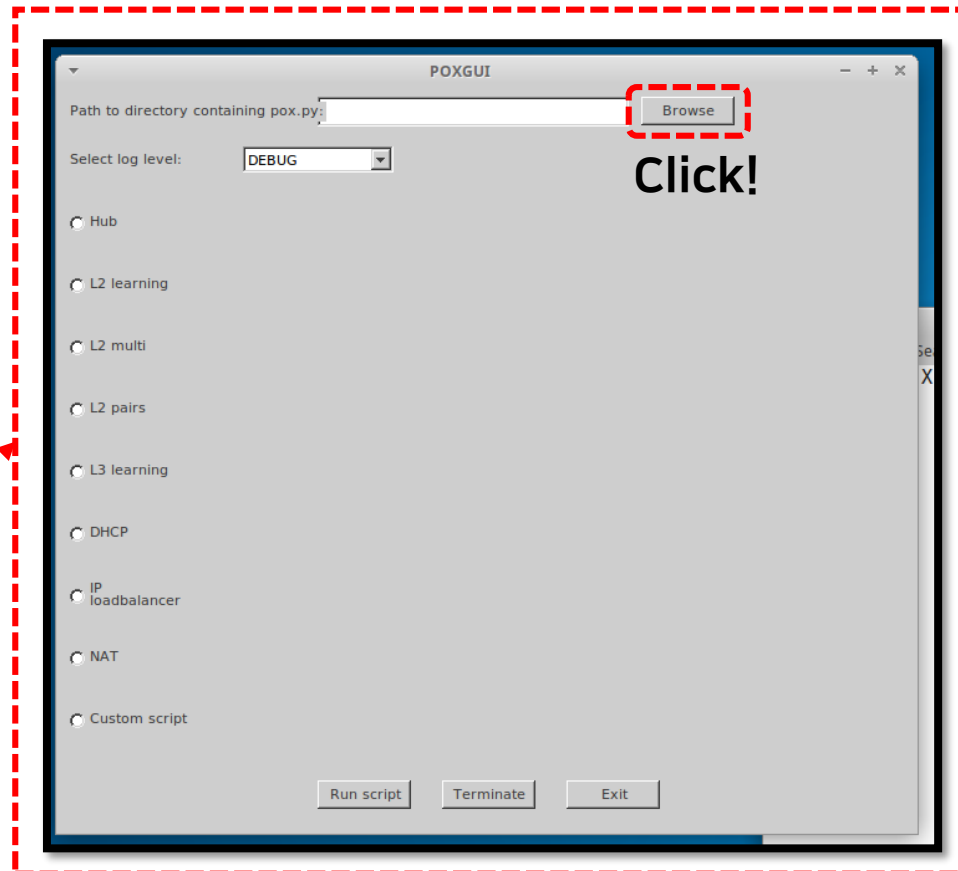 POXGUI
Path to directory containing pox.py:
Browse
Click!
Select log level:
DEBUG
Hub
L2 learning
L2 multi
L2 pairs
L3 learning
DHCP
IP
loadbalancer
NAT
Custom script
Run script
Terminate
Exit
X